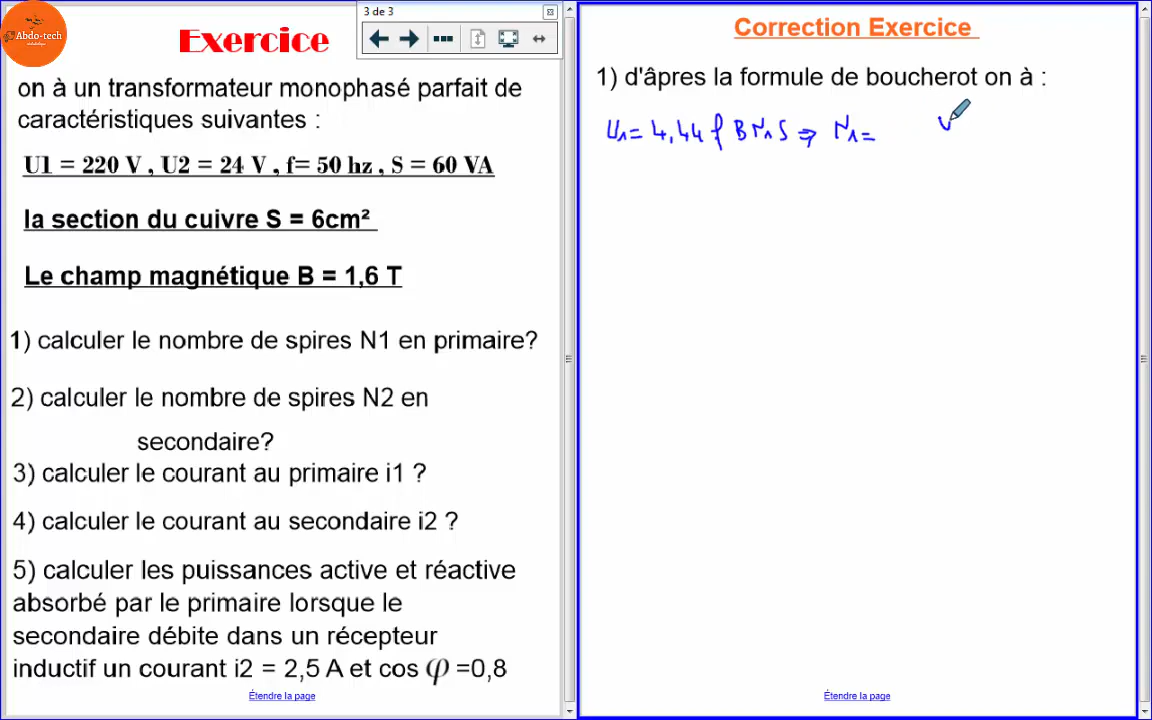 Abdo-tech
Exercice
3 de 3
on à un transformateur monophasé parfait de
caractéristiques suivantes :
U1 = 220 V , U2 = 24 V , f= 50 hz , S = 60 VA
la section du cuivre S = 6cm²
Le champ magnétique B = 1,6 T
1) calculer le nombre de spires N1 en primaire?
2) calculer le nombre de spires N2 en
secondaire?
3) calculer le courant au primaire i1 ?
4) calculer le courant au secondaire i2 ?
5) calculer les puissances active et réactive
absorbé par le primaire lorsque le
secondaire débite dans un récepteur
inductif un courant i2 = 2,5 A et cos φ =0,8
Étendre la page
Correction Exercice
1) d'âpres la formule de boucherot on à :
U1 = 4,44 f B N1 S ⇒ N1 =
Étendre la page